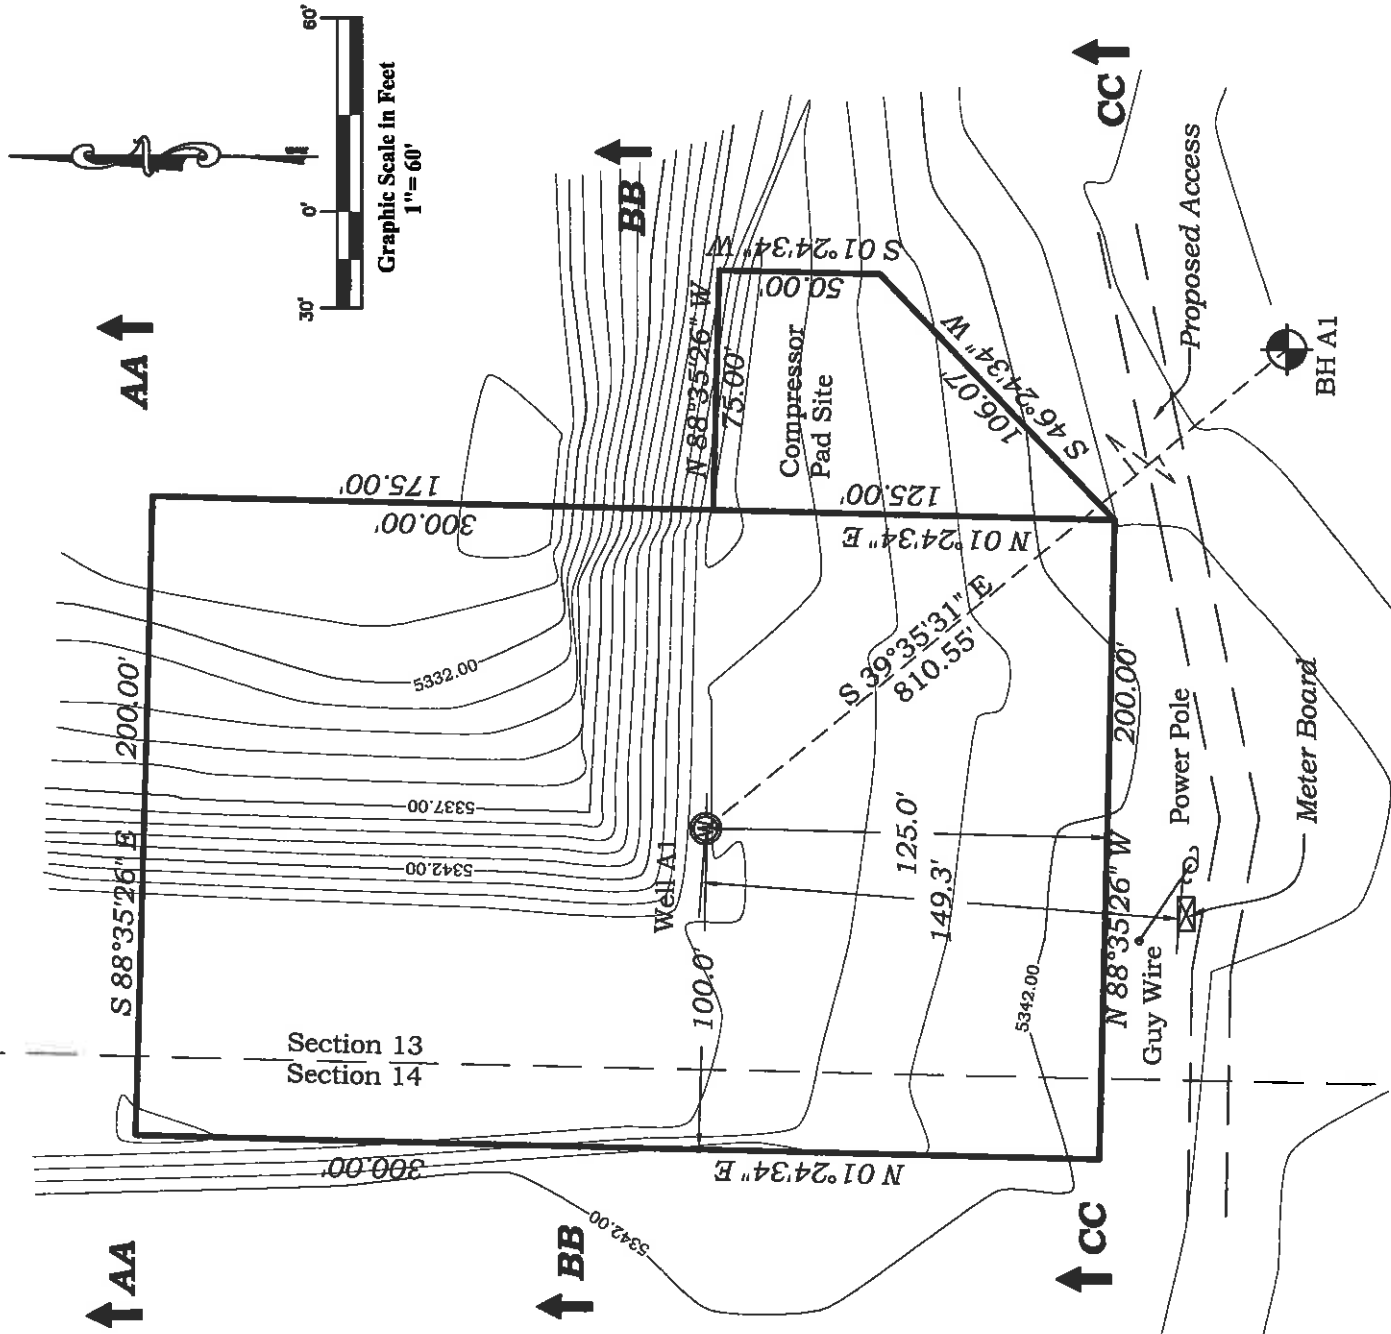 60'
0'
30'
Graphic Scale in Feet
1"= 60'
AA
BB
CC
AA
BB
CC
S 88°35'26" E
200.00'
175.00'
300.00'
N 88°35'26" W
75.00'
S 01°24'34" W
50.00'
Compressor
Pad Site
S 46°24'34" W
106.07'
125.00'
N 01°24'34" E
S 39°35'31" E
810.55'
Proposed Access
BH A1
5332.00
5337.00
5342.00
Well A1
W
125.0'
149.3'
100.0'
5342.00
200.00'
N 88°35'26" W
Power Pole
Meter Board
Guy Wire
Section 13
Section 14
300.00'
N 01°24'34" E
5342.00